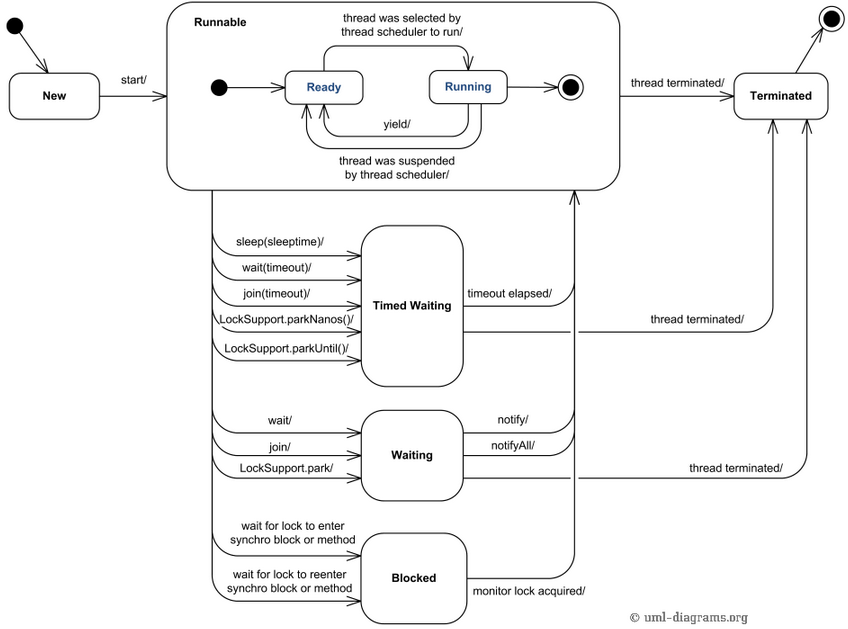 Runnable
thread was selected by
thread scheduler to run/
New
start/
Ready
Running
yield/
thread was suspended
by thread scheduler/
thread terminated/
Terminated
sleep(sleeptime)/
wait(timeout)/
join(timeout)/
LockSupport.parkNanos()/
LockSupport.parkUntil()/
Timed Waiting
timeout elapsed/
thread terminated/
wait/
join/
LockSupport.park/
Waiting
notify/
notifyAll/
thread terminated/
wait for lock to enter
synchro block or method
wait for lock to reenter
synchro block or method
Blocked
monitor lock acquired/
© uml-diagrams.org